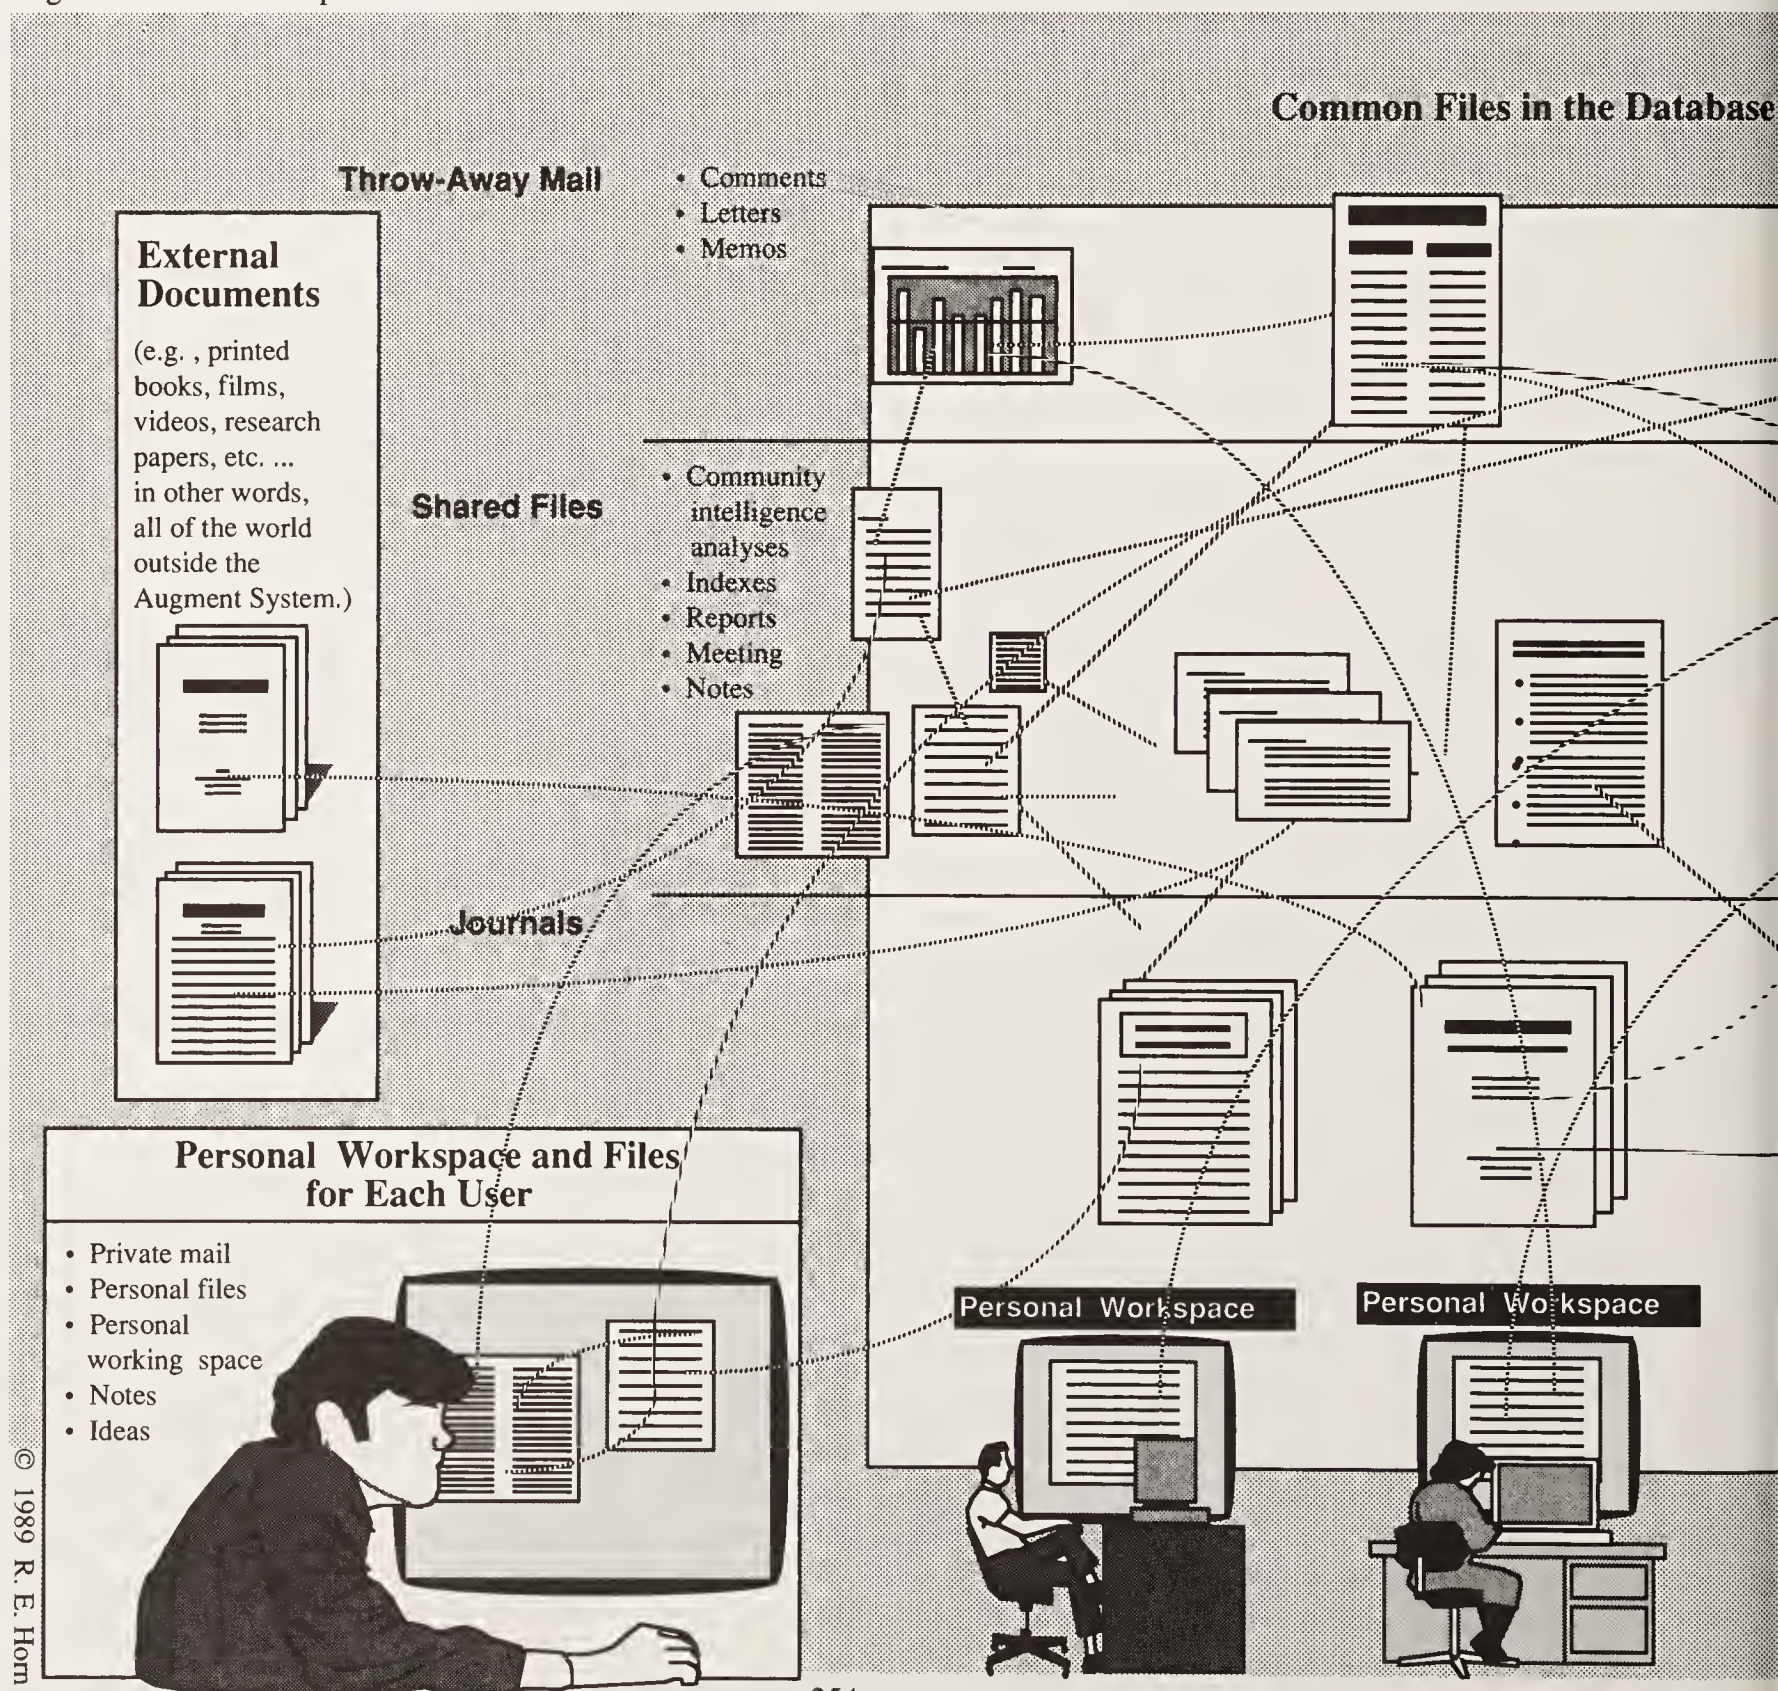 Common Files in the Database
Throw-Away Mail
• Comments
• Letters
• Memos
External
Documents
(e.g. , printed
books, films,
videos, research
papers, etc. ...
in other words,
all of the world
outside the
Augment System.)
Shared Files
• Community
intelligence
analyses
• Indexes
• Reports
• Meeting
• Notes
Journals
Personal Workspace and Files
for Each User
• Private mail
• Personal files
• Personal
working space
• Notes
• Ideas
Personal Workspace
Personal Workspace
© 1989 R. E. Horn